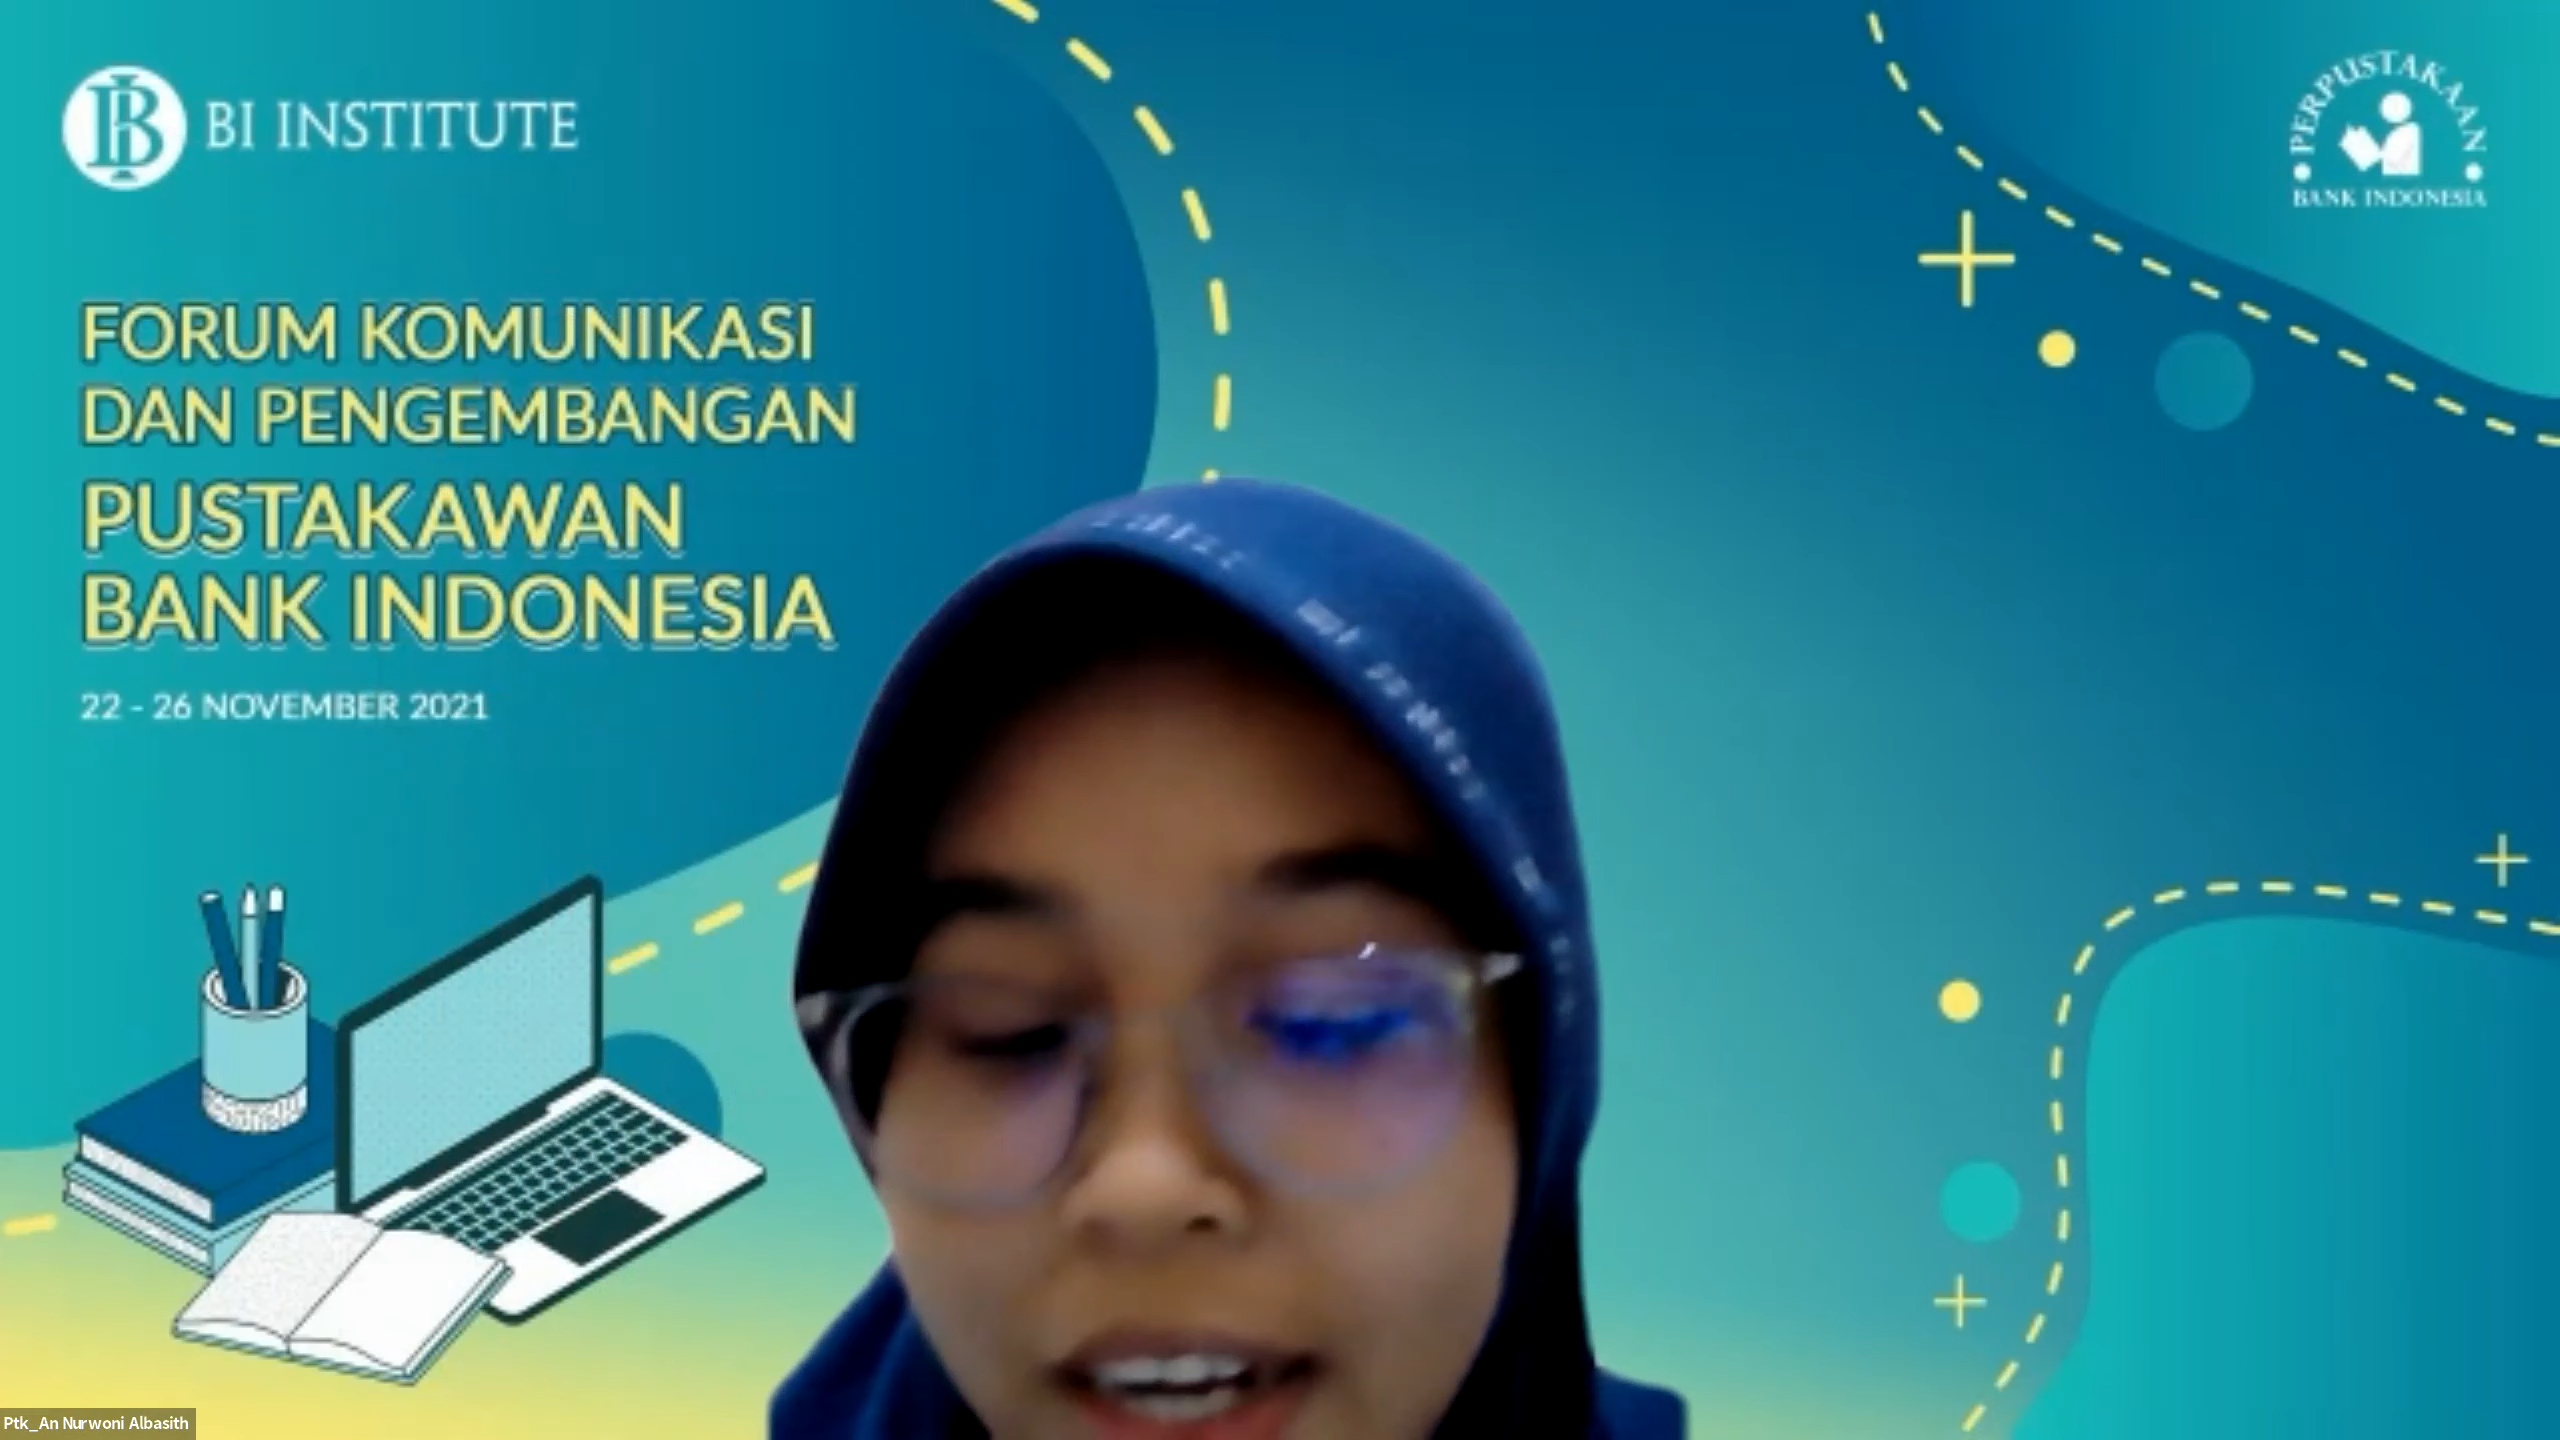 BI INSTITUTE
PERPUSTAKAAN
BANK INDONESIA
FORUM KOMUNIKASI
DAN PENGEMBANGAN
PUSTAKAWAN
BANK INDONESIA
22 - 26 NOVEMBER 2021
Ptk_An Nurwoni Albasith